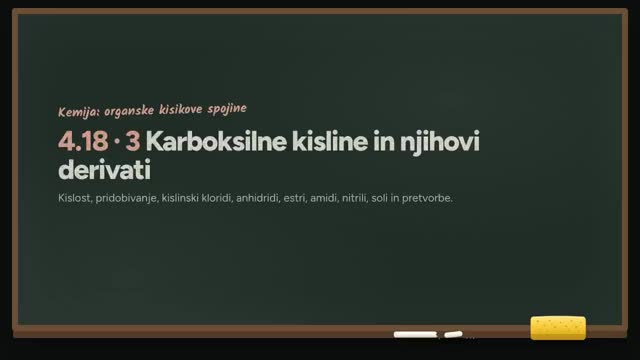 Kemija: organske kisikove spojine
4.18 · 3 Karboksilne kisline in njihovi
derivati
Kislost, pridobivanje, kislinski kloridi, anhidridi, estri, amidi, nitrili, soli in pretvorbe.